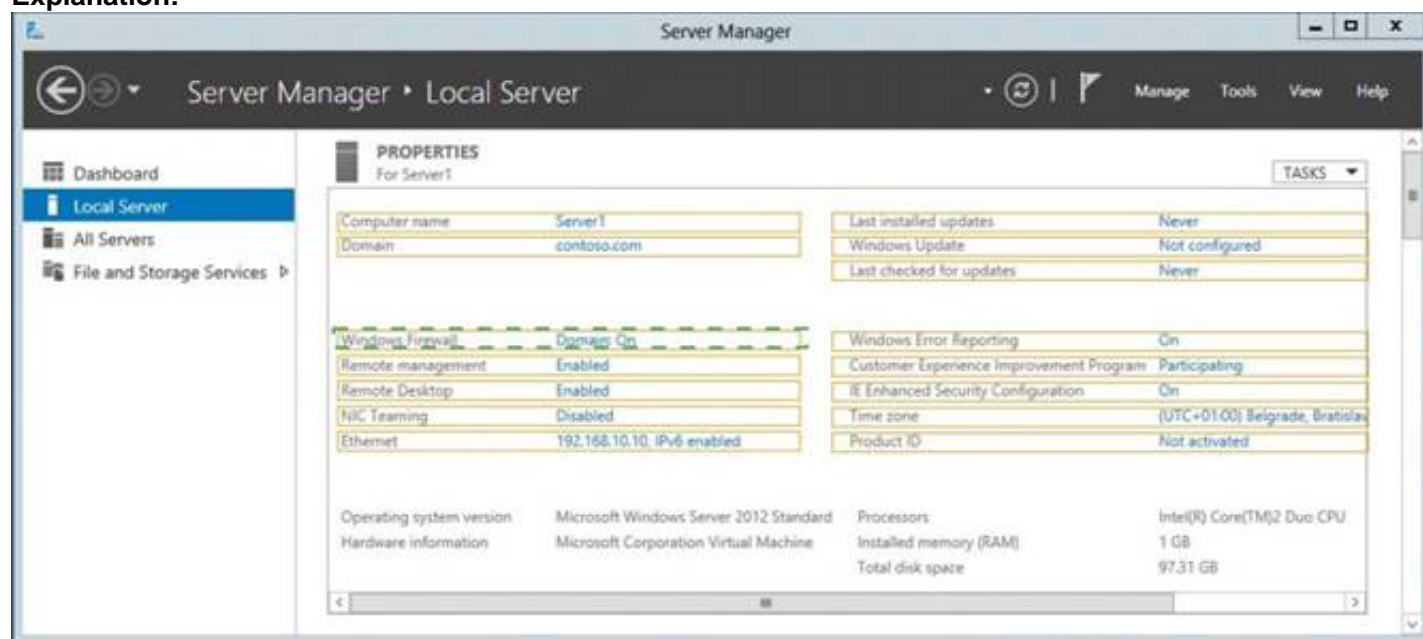 Explanation:
Server Manager
Server Manager • Local Server
Manage Tools View Help
Dashboard
Local Server
All Servers
File and Storage Services
PROPERTIES
For Server1
TASKS
Computer name Server1 Last installed updates Never
Domain contoso.com Windows Update Not configured
Last checked for updates Never
Windows Firewall Domain: On Windows Error Reporting On
Remote management Enabled Customer Experience Improvement Program Participating
Remote Desktop Enabled IE Enhanced Security Configuration On
NIC Teaming Disabled Time zone (UTC+01:00) Belgrade, Bratislav
Ethernet 192.168.10.10, IPv6 enabled Product ID Not activated
Operating system version Microsoft Windows Server 2012 Standard Processors Intel(R) Core(TM)2 Duo CPU
Hardware information Microsoft Corporation Virtual Machine Installed memory (RAM) 1 GB
Total disk space 97.31 GB